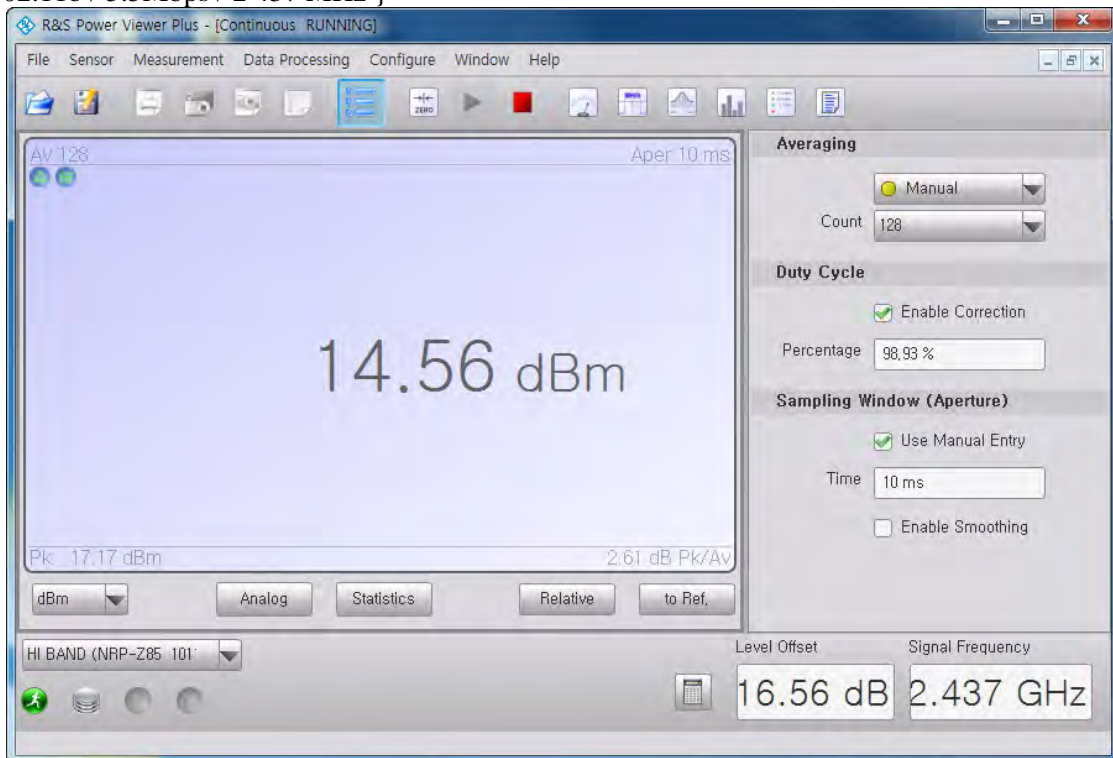 R&S Power Viewer Plus - [Continuous RUNNING]
File Sensor Measurement Data Processing Configure Window Help
ZERO
AV 128 Aper 10 ms
14.56 dBm
Pk 17.17 dBm 2.61 dB Pk/Av
dBm Analog Statistics Relative to Ref.
Averaging
Manual
Count 128
Duty Cycle
Enable Correction
Percentage 98,93 %
Sampling Window (Aperture)
Use Manual Entry
Time 10 ms
Enable Smoothing
HI BAND (NRP-Z85 101
Level Offset Signal Frequency
16.56 dB 2.437 GHz